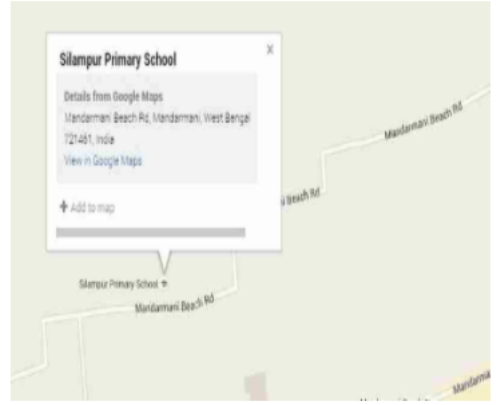 Silampur Primary School
X
Details from Google Maps
Mandarmani Beach Rd, Mandarmani, West Bengal
721461, India
View in Google Maps
+ Add to map
Mandarmani Beach Rd
Beach Rd
Silampur Primary School
Mandarmani Beach Rd